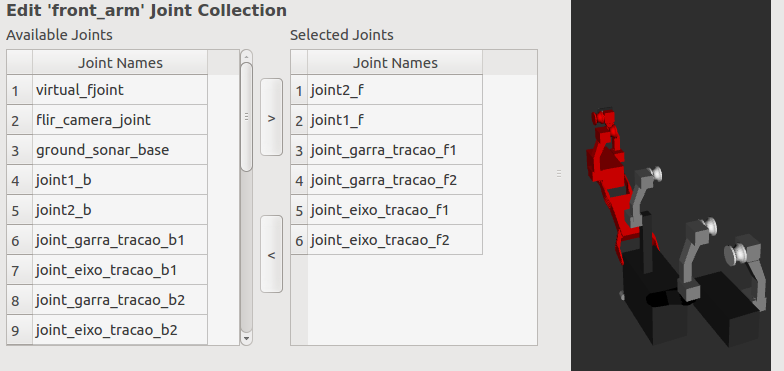 Edit 'front_arm' Joint Collection
Available Joints
Joint Names
1 virtual_fjoint
2 flir_camera_joint
3 ground_sonar_base
4 joint1_b
5 joint2_b
6 joint_garra_tracao_b1
7 joint_eixo_tracao_b1
8 joint_garra_tracao_b2
9 joint_eixo_tracao_b2
>
<
Selected Joints
Joint Names
1 joint2_f
2 joint1_f
3 joint_garra_tracao_f1
4 joint_garra_tracao_f2
5 joint_eixo_tracao_f1
6 joint_eixo_tracao_f2